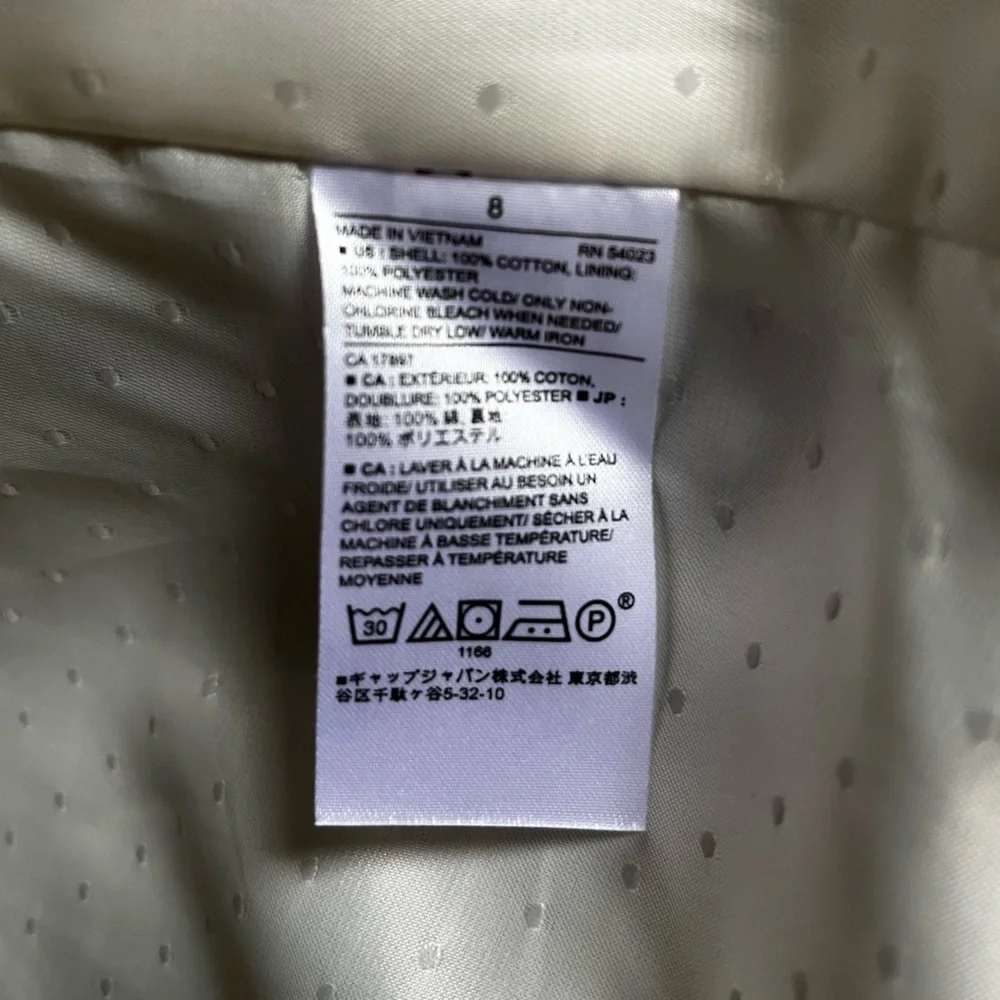 8
MADE IN VIETNAM RN 54023
■ US : SHELL: 100% COTTON, LINING:
100% POLYESTER
MACHINE WASH COLD/ ONLY NON-
CHLORINE BLEACH WHEN NEEDED/
TUMBLE DRY LOW/ WARM IRON
CA 17897
■ CA : EXTÉRIEUR: 100% COTON,
DOUBLURE: 100% POLYESTER ■ JP :
表地: 100% 綿, 裏地:
100% ポリエステル
■ CA : LAVER À LA MACHINE À L'EAU
FROIDE/ UTILISER AU BESOIN UN
AGENT DE BLANCHIMENT SANS
CHLORE UNIQUEMENT/ SÉCHER À LA
MACHINE À BASSE TEMPÉRATURE/
REPASSER À TEMPÉRATURE
MOYENNE
30 P ®
1166
■ギャップジャパン株式会社 東京都渋
谷区千駄ヶ谷5-32-10